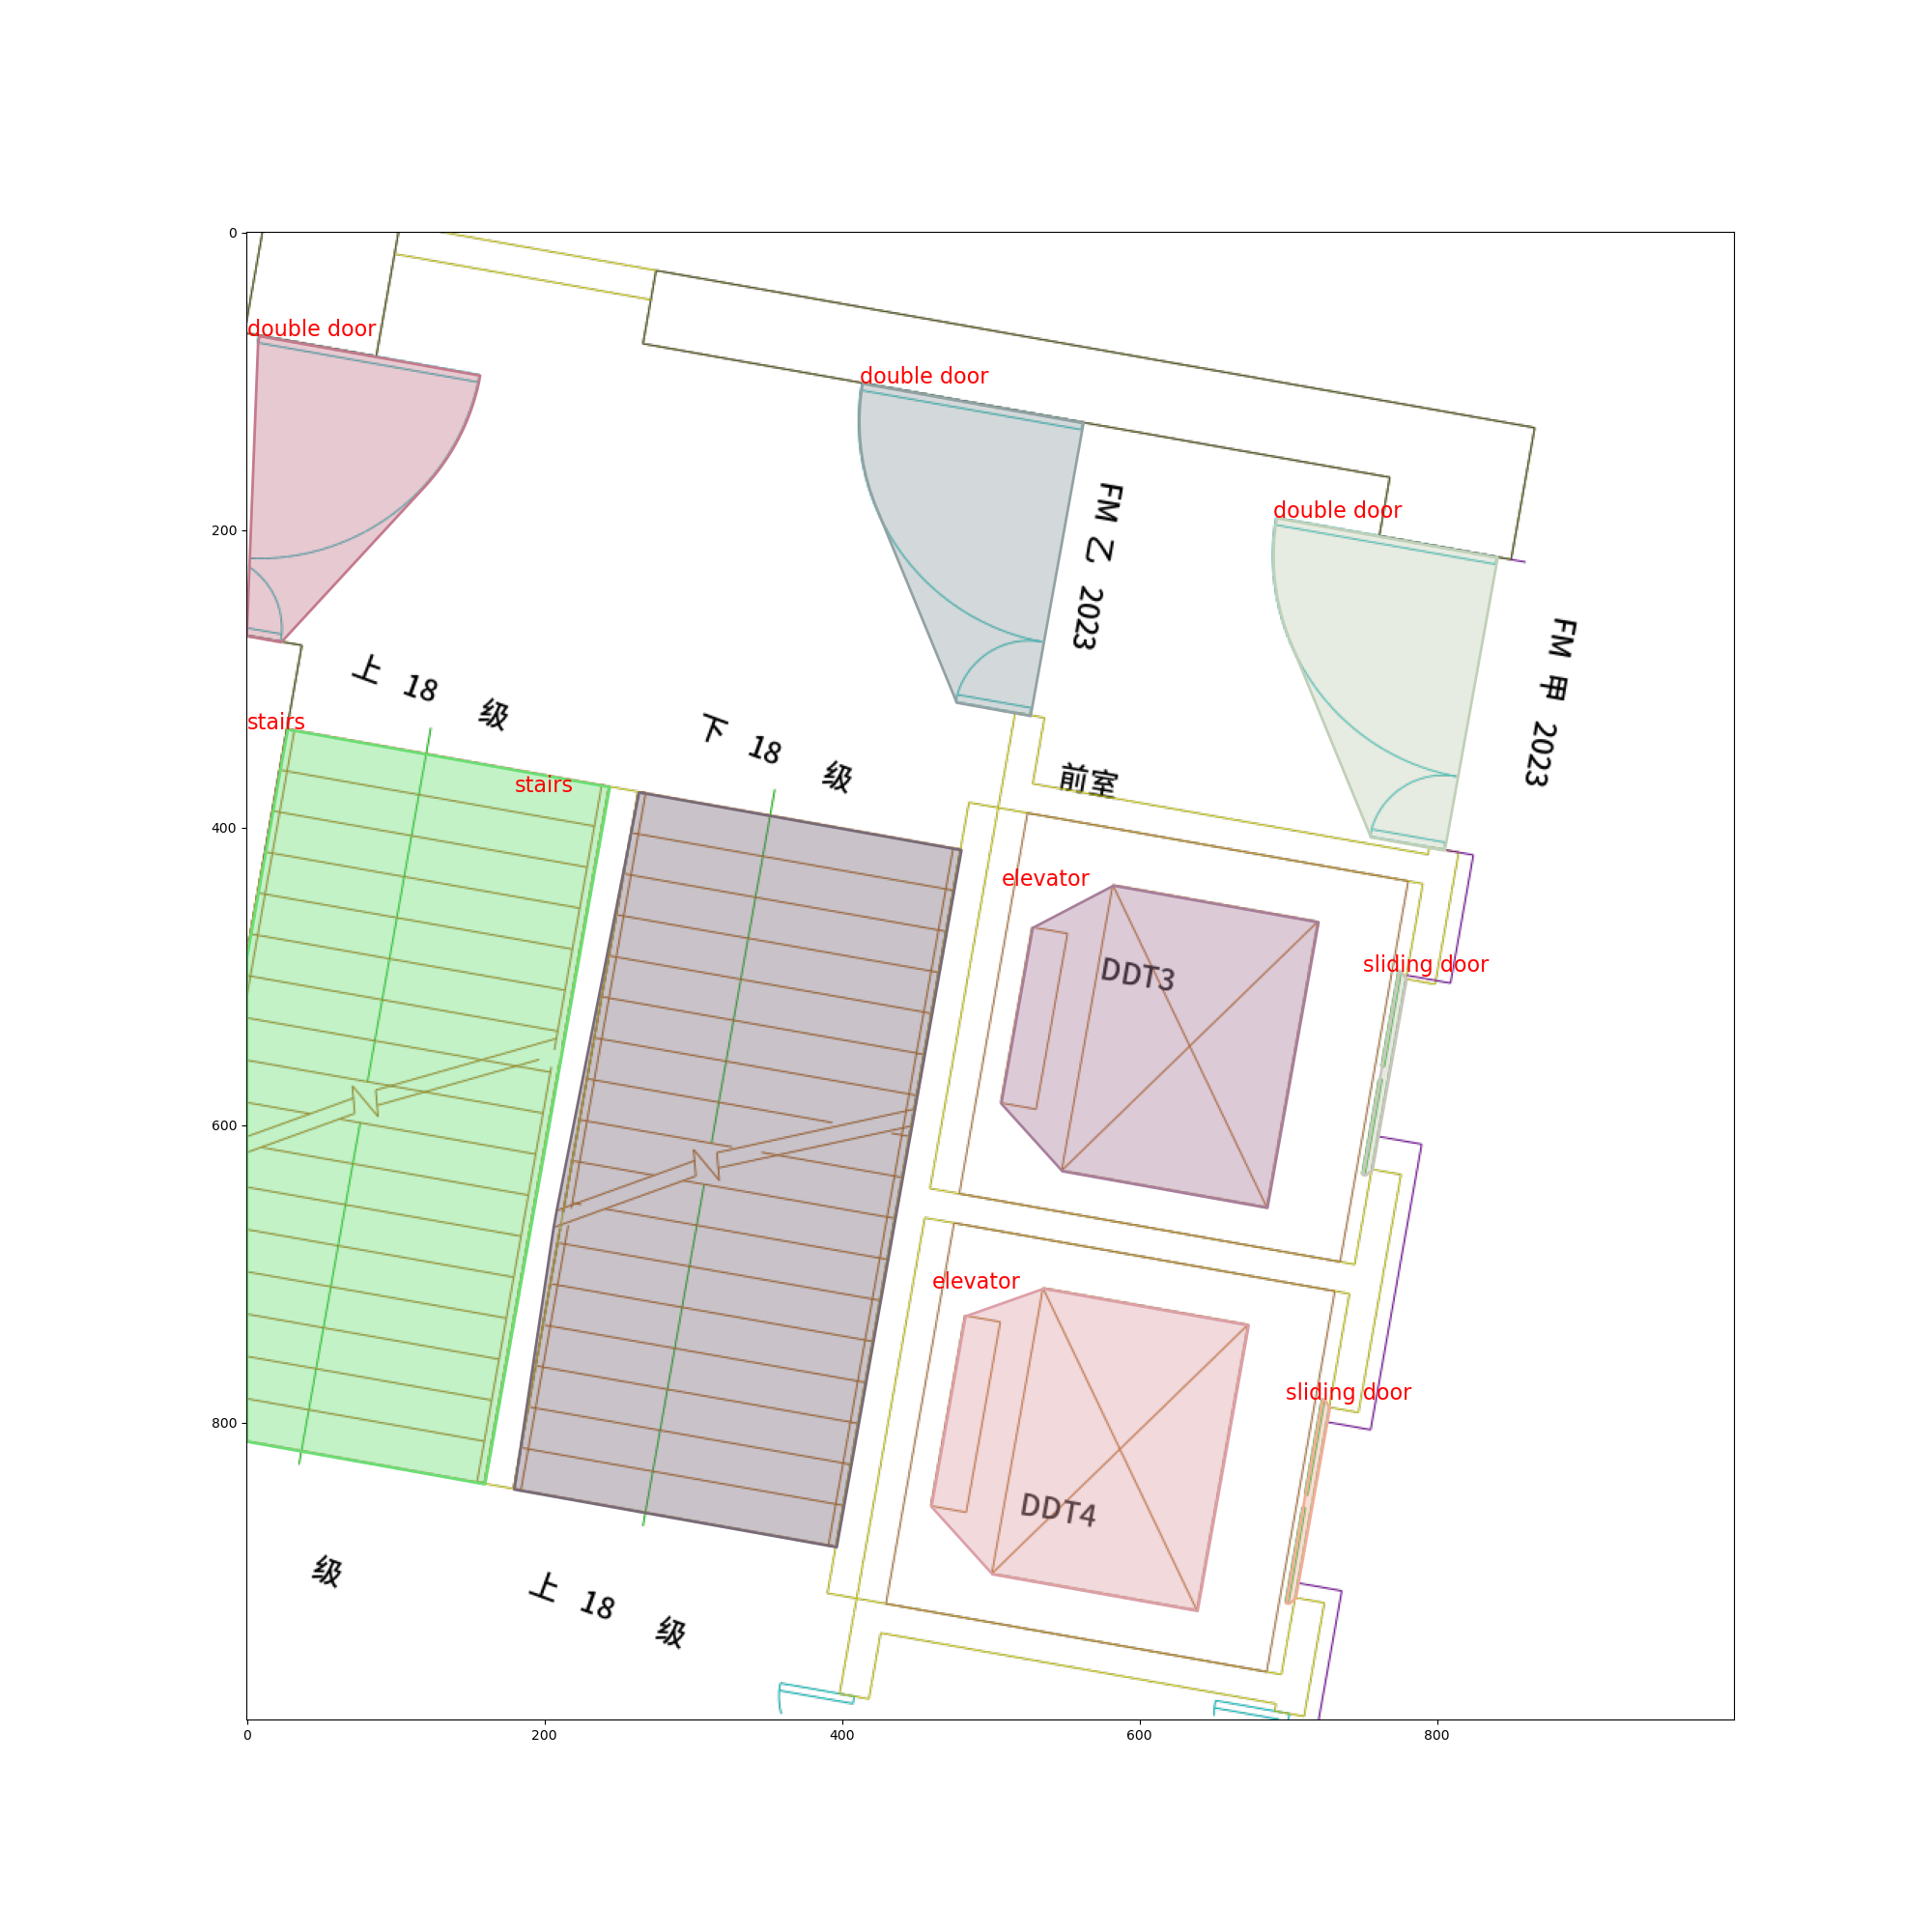 0
double door
double door
FM 乙 2023
double door
200
FM 甲 2023
上 18 级
stairs
下 18 级
stairs
前室
400
elevator
DDT3
sliding door
600
elevator
sliding door
800
DDT4
级
上 18 级
0 200 400 600 800